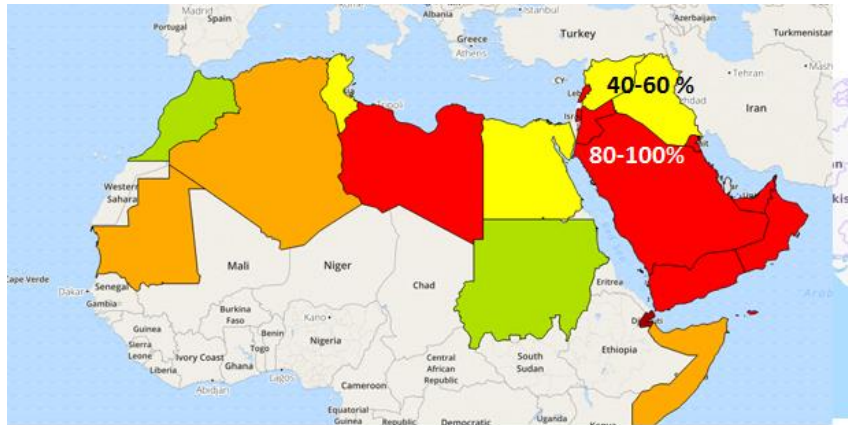 Madrid
Spain
Portugal
Albania
Istanbul
Greece
Athens
Turkey
Azerbaijan
Turkmenistan
Tehran
Iran
CY-
40-60 %
80-100%
Western
Sahara
Mali
Niger
Chad
Eritrea
Cape Verde
Dakar
Senegal
Gambia
Guinea
Sierra
Leone
Liberia
Ivory Coast
Burkina
Faso
Ghana
Togo
Benin
Abidjan
Lagos
Kano
Nigeria
Cameroon
Equatorial
Guinea
Central
African
Republic
South
Sudan
Ethiopia
Uganda
Republic
Democratic